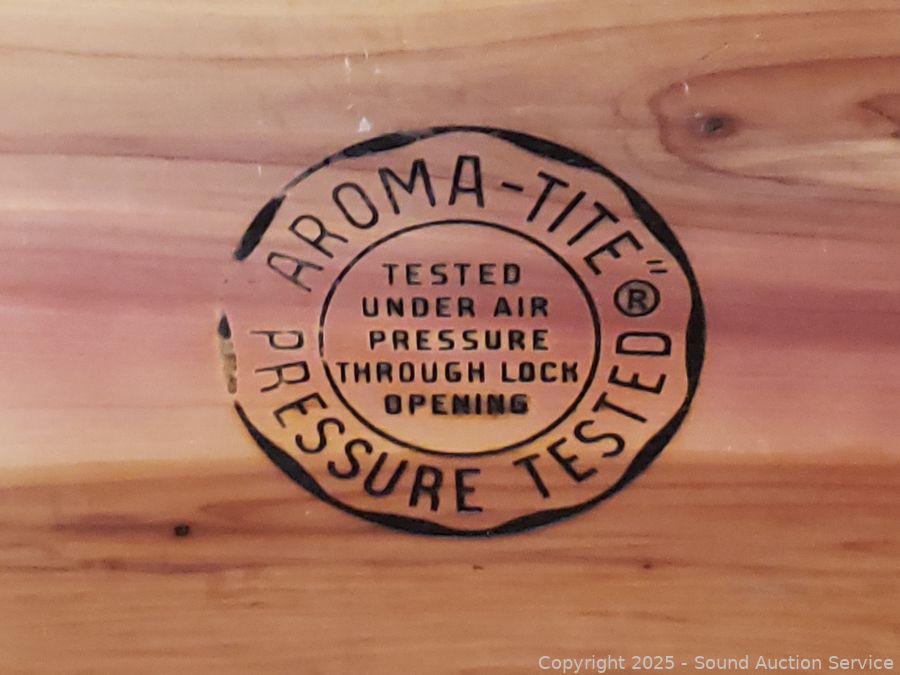 AROMA-TITE" ®
TESTED
UNDER AIR
PRESSURE
THROUGH LOCK
OPENING
PRESSURE TESTED
Copyright 2025 - Sound Auction Service